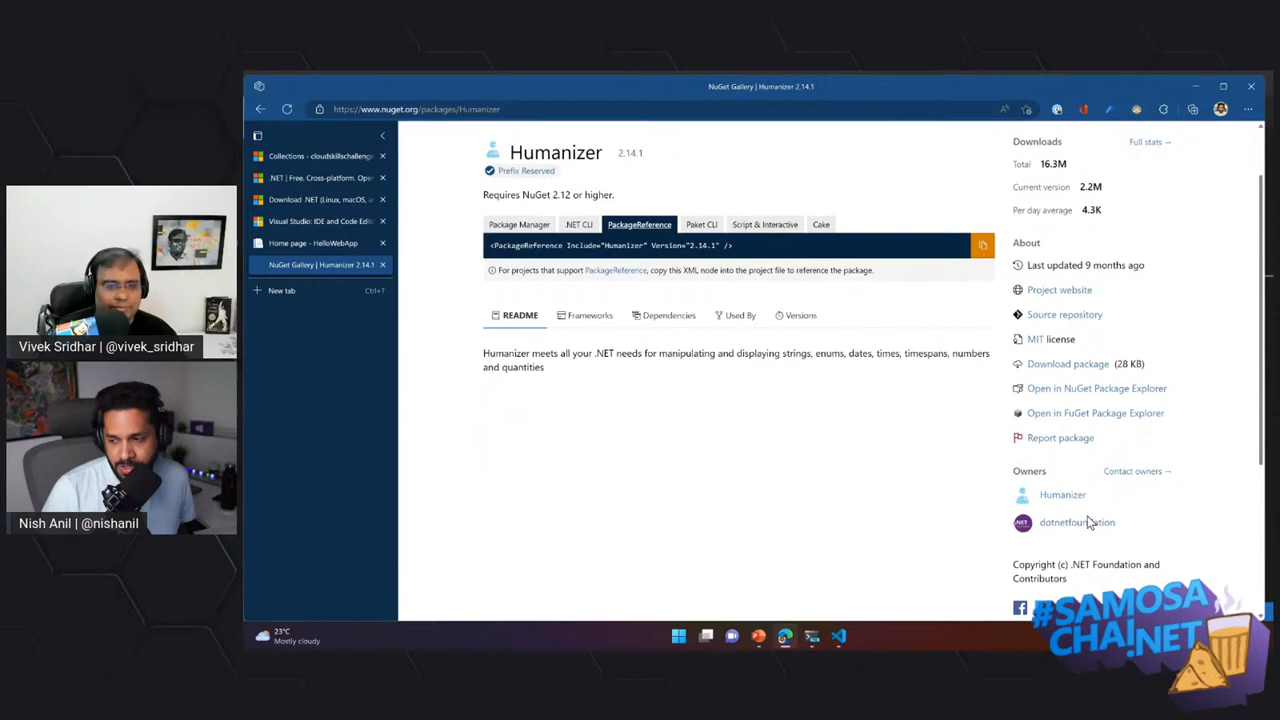 NuGet Gallery | Humanizer 2.14.1
https://www.nuget.org/packages/Humanizer
Collections - cloudskillschalleng
.NET | Free. Cross-platform. Ope
Download .NET (Linux, macOS, a
Visual Studio: IDE and Code Edit
Home page - HelloWebApp
NuGet Gallery | Humanizer 2.14.1
New tab
Ctrl+T
Humanizer 2.14.1
Prefix Reserved
Requires NuGet 2.12 or higher.
Package Manager .NET CLI PackageReference Paket CLI Script & Interactive Cake
<PackageReference Include="Humanizer" Version="2.14.1" />
For projects that support PackageReference, copy this XML node into the project file to reference the package.
README Frameworks Dependencies Used By Versions
Humanizer meets all your .NET needs for manipulating and displaying strings, enums, dates, times, timespans, numbers
and quantities
Downloads Full stats →
Total 16.3M
Current version 2.2M
Per day average 4.3K
About
Last updated 9 months ago
Project website
Source repository
MIT license
Download package (28 KB)
Open in NuGet Package Explorer
Open in FuGet Package Explorer
Report package
Owners Contact owners →
Humanizer
.NET dotnetfoundation
Copyright (c) .NET Foundation and
Contributors
Vivek Sridhar | @vivek_sridhar
Nish Anil | @nishanil
23°C
Mostly cloudy
#SAMOSA
CHAI.NET